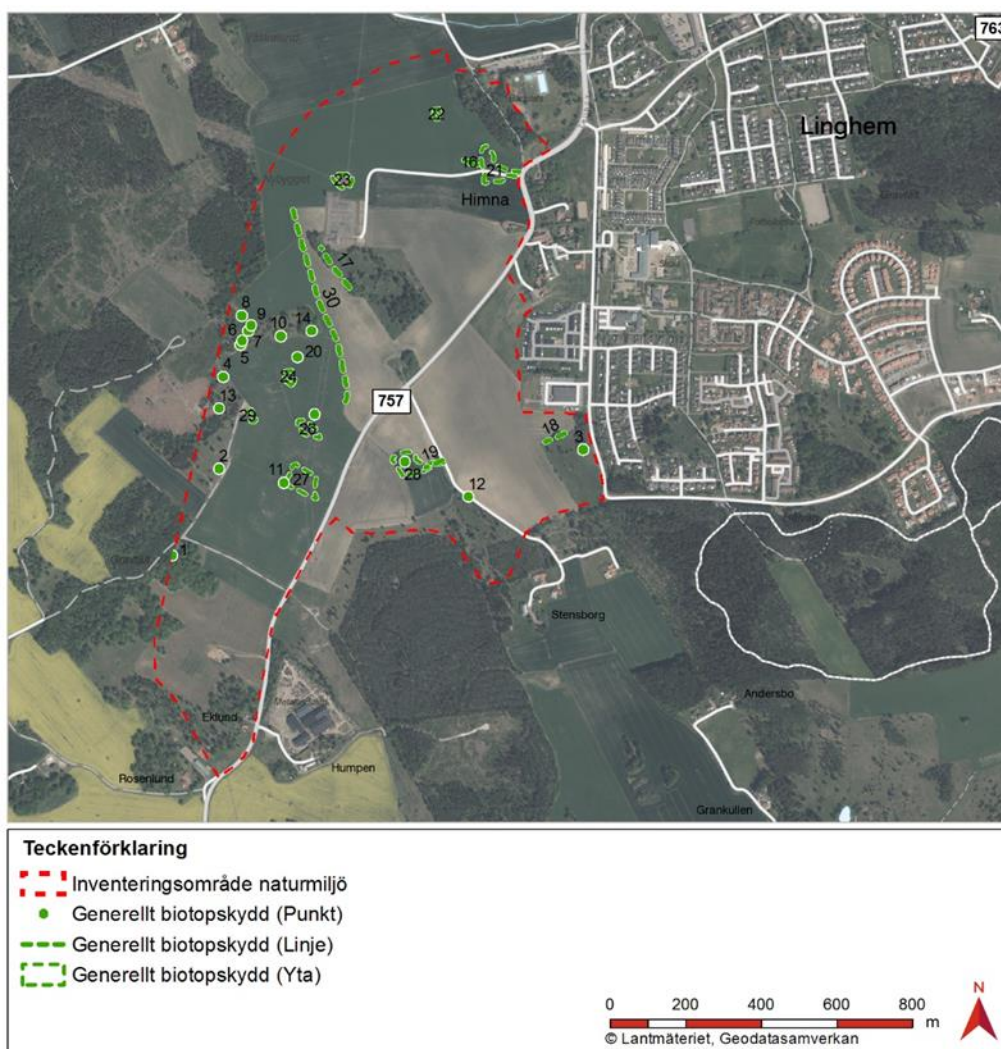 763
Linghem
22
16
21
23
Himna
17
30
8
9
6
7
10
14
5
20
4
24
757
13
29
18
3
19
2
11
27
28
12
1
Stensborg
Eklund
Andersbo
Rosenlund
Humpen
Grankullen
Teckenförklaring
Inventeringsområde naturmiljö
Generellt biotopskydd (Punkt)
Generellt biotopskydd (Linje)
Generellt biotopskydd (Yta)
N
0 200 400 600 800
m
© Lantmäteriet, Geodatasamverkan